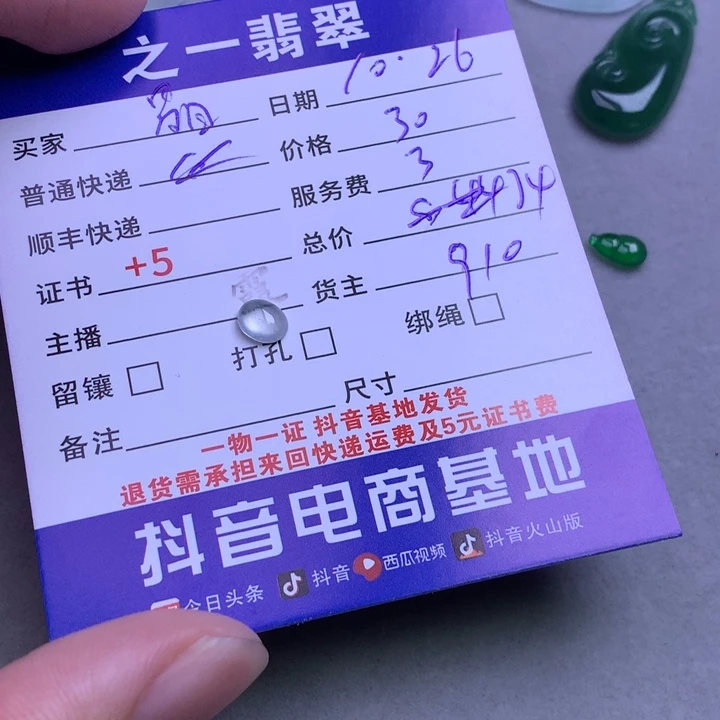 之一翡翠
买家 日期 10.26
普通快递 价格 30
顺丰快递 服务费 3
证书 +5 总价
主播 货主 910
留镶 打孔 绑绳
备注 尺寸
一物一证 抖音基地发货
退货需承担来回快递运费及5元证书费
抖音电商基地
今日头条 抖音 西瓜视频 抖音火山版